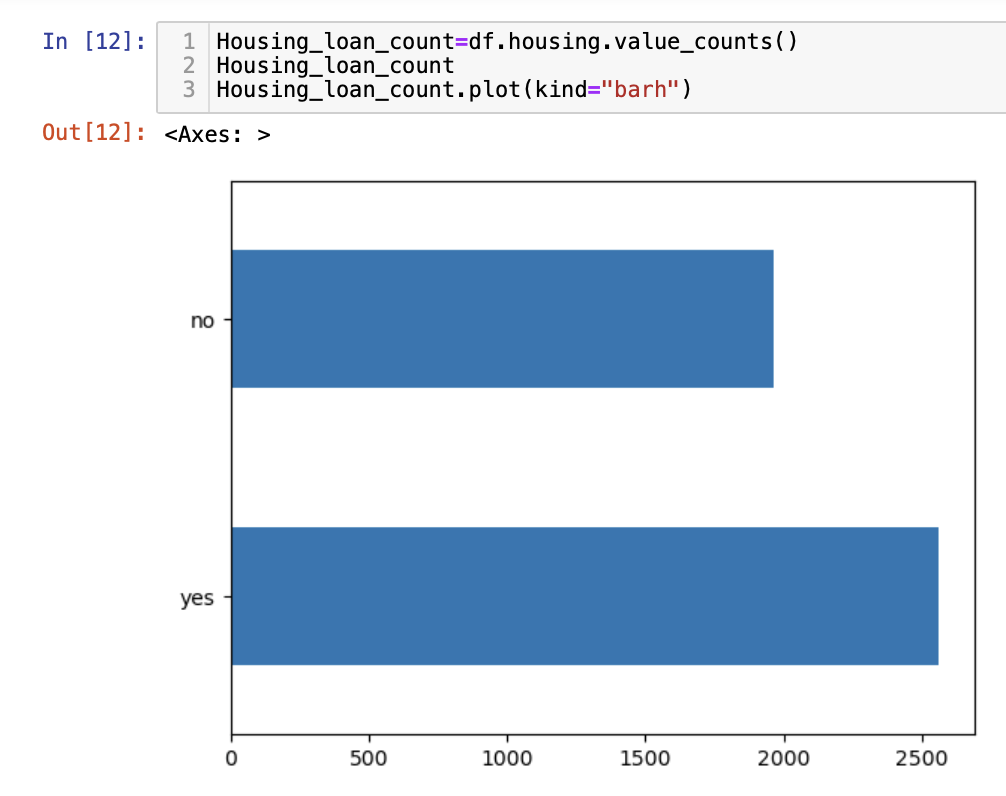 In [12]:
1 Housing_loan_count=df.housing.value_counts()
2 Housing_loan_count
3 Housing_loan_count.plot(kind="barh")
Out[12]: <Axes: >
no
yes
0 500 1000 1500 2000 2500